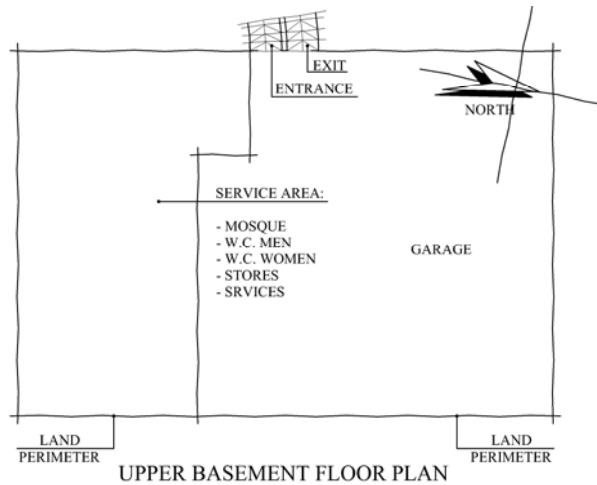 EXIT
ENTRANCE
NORTH
SERVICE AREA:
- MOSQUE
- W.C. MEN
- W.C. WOMEN
- STORES
- SRVICES
GARAGE
LAND
PERIMETER
LAND
PERIMETER
UPPER BASEMENT FLOOR PLAN